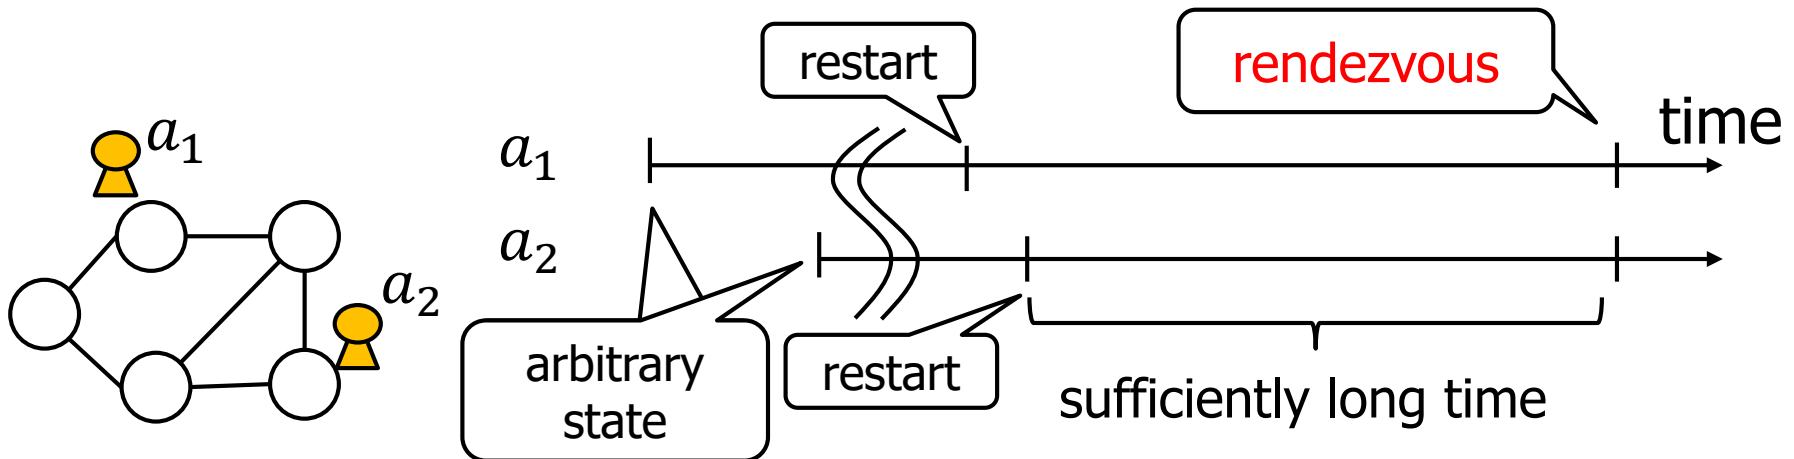 a₁
a₂
restart
rendezvous
time
a₁
a₂
arbitrary
state
restart
sufficiently long time